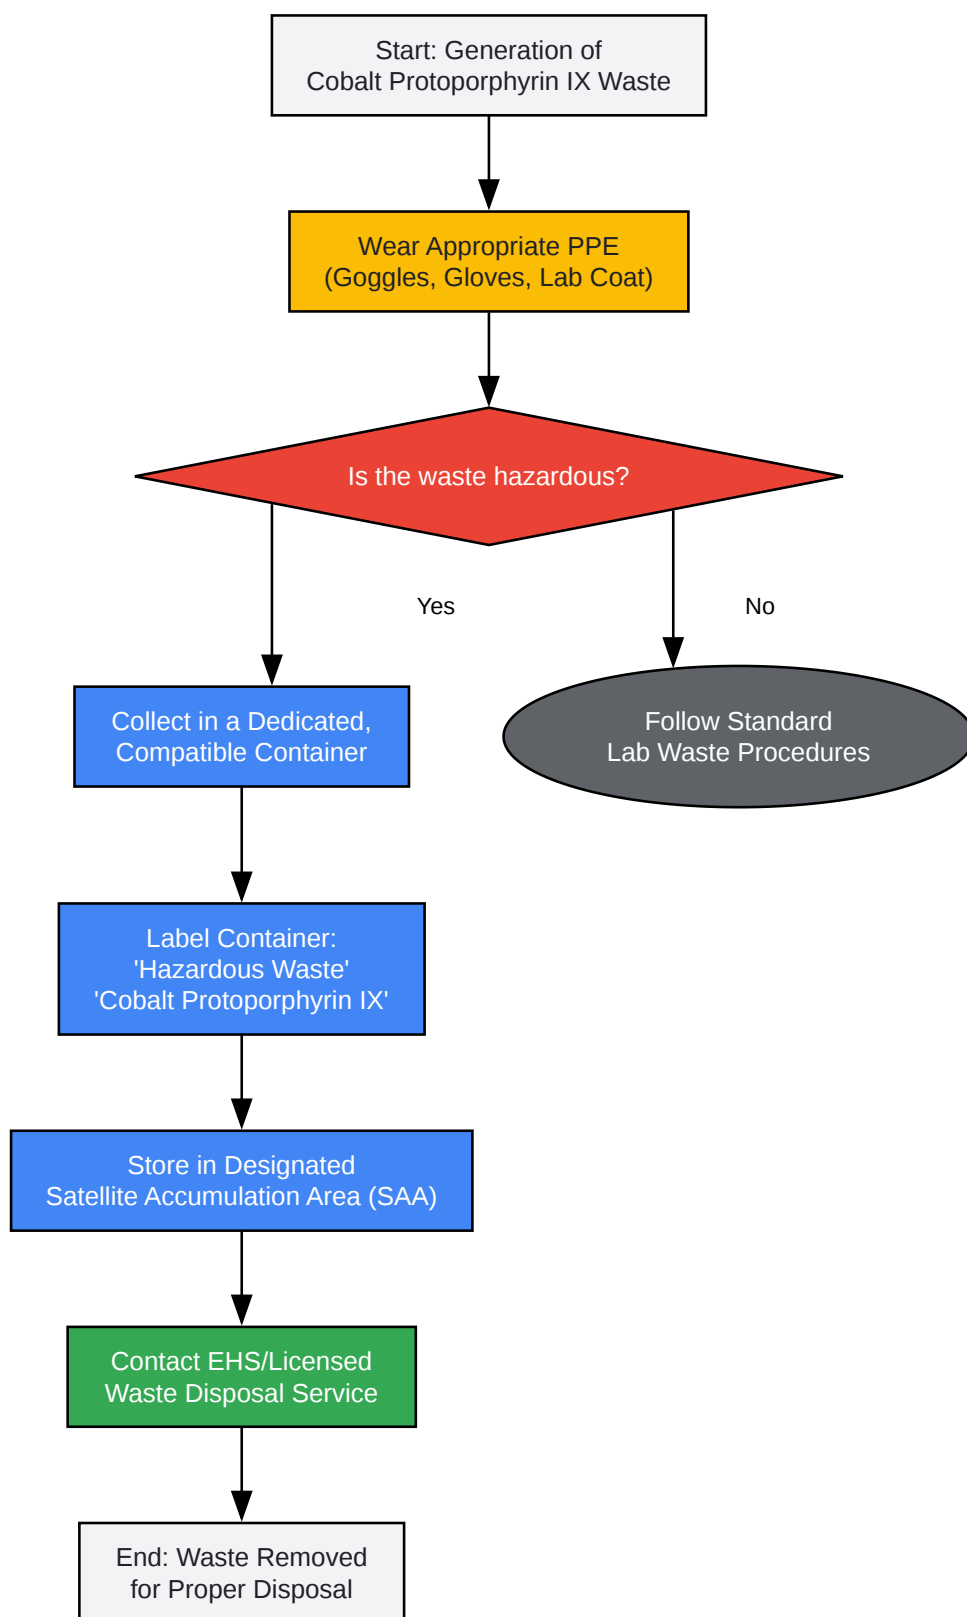 Start: Generation of
Cobalt Protoporphyrin IX Waste
Wear Appropriate PPE
(Goggles, Gloves, Lab Coat)
Is the waste hazardous?
Yes
No
Collect in a Dedicated,
Compatible Container
Follow Standard
Lab Waste Procedures
Label Container:
'Hazardous Waste'
'Cobalt Protoporphyrin IX'
Store in Designated
Satellite Accumulation Area (SAA)
Contact EHS/Licensed
Waste Disposal Service
End: Waste Removed
for Proper Disposal